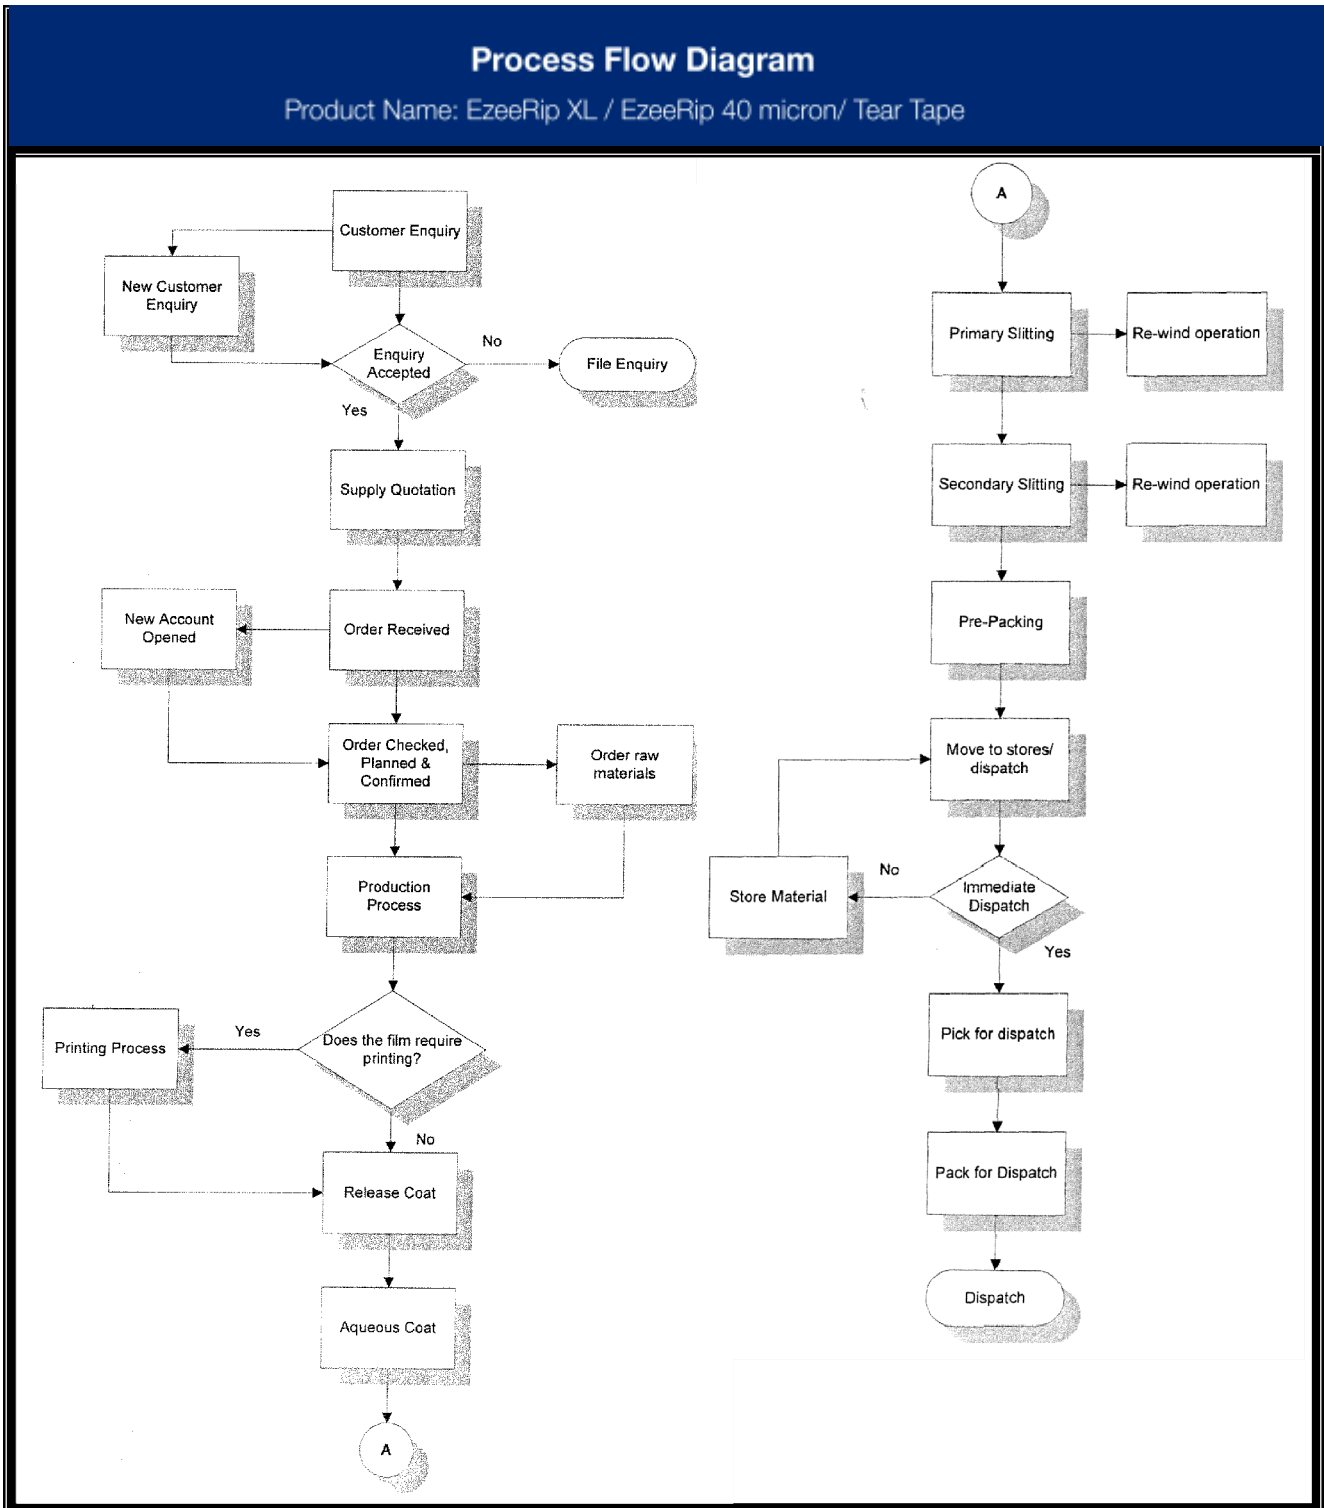 Process Flow Diagram
Product Name: EzeeRip XL / EzeeRip 40 micron/ Tear Tape
Customer Enquiry
New Customer
Enquiry
Enquiry
Accepted
No
File Enquiry
Yes
Supply Quotation
New Account
Opened
Order Received
Order Checked,
Planned &
Confirmed
Order raw
materials
Production
Process
Does the film require
printing?
Yes
Printing Process
No
Release Coat
Aqueous Coat
A
A
Primary Slitting
Re-wind operation
Secondary Slitting
Re-wind operation
Pre-Packing
Move to stores/
dispatch
Immediate
Dispatch
No
Store Material
Yes
Pick for dispatch
Pack for Dispatch
Dispatch